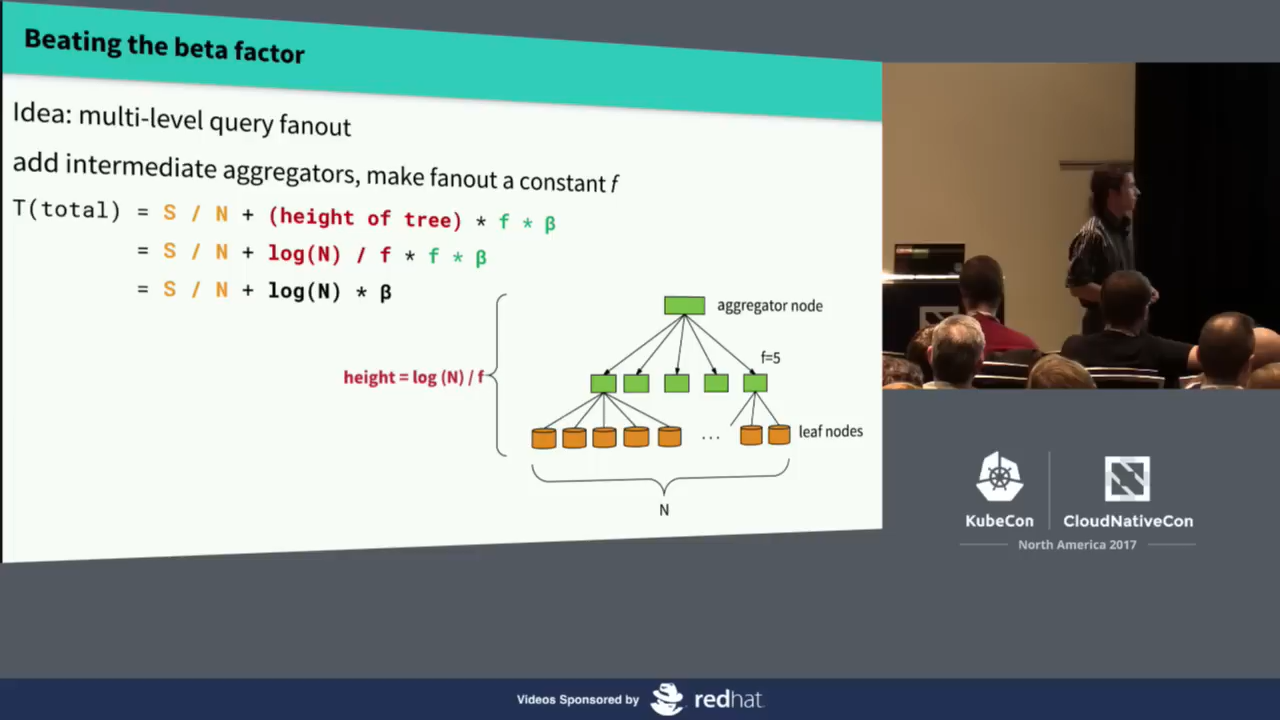 Beating the beta factor
Idea: multi-level query fanout
add intermediate aggregators, make fanout a constant f
T(total) = S / N + (height of tree) * f * β
= S / N + log(N) / f * f * β
= S / N + log(N) * β
aggregator node
f=5
height = log (N) / f
...
leaf nodes
N
KubeCon
CloudNativeCon
North America 2017
Videos Sponsored by
redhat.